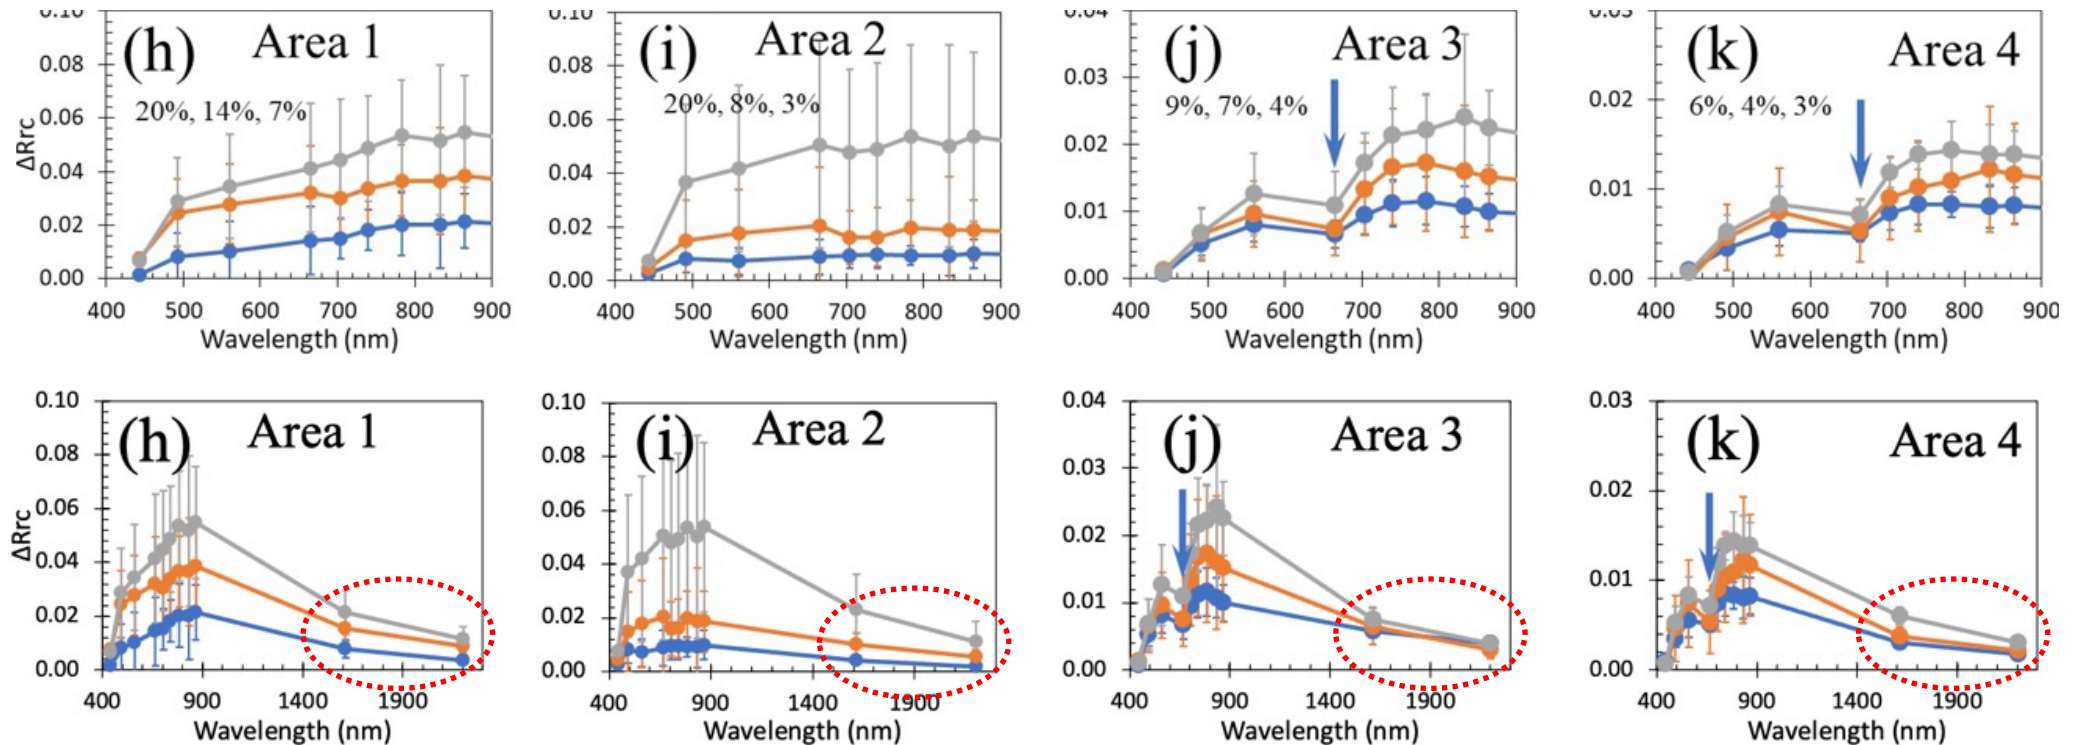 0.10
0.08
0.06
0.04
0.02
0.00
ΔRrc
(h) Area 1
20%, 14%, 7%
400 500 600 700 800 900
Wavelength (nm)
0.10
0.08
0.06
0.04
0.02
0.00
(i) Area 2
20%, 8%, 3%
400 500 600 700 800 900
Wavelength (nm)
0.04
0.03
0.02
0.01
0.00
(j) Area 3
9%, 7%, 4%
400 500 600 700 800 900
Wavelength (nm)
0.03
0.02
0.01
0.00
(k) Area 4
6%, 4%, 3%
400 500 600 700 800 900
Wavelength (nm)
0.10
0.08
0.06
0.04
0.02
0.00
ΔRrc
(h) Area 1
400 900 1400 1900
Wavelength (nm)
0.10
0.08
0.06
0.04
0.02
0.00
(i) Area 2
400 900 1400 1900
Wavelength (nm)
0.04
0.03
0.02
0.01
0.00
(j) Area 3
400 900 1400 1900
Wavelength (nm)
0.03
0.02
0.01
0.00
(k) Area 4
400 900 1400 1900
Wavelength (nm)